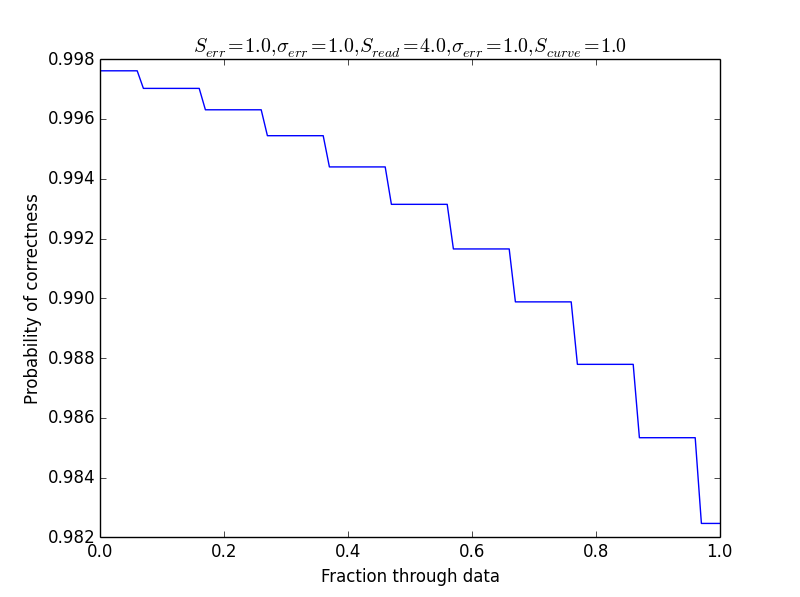 S_err=1.0,σ_err=1.0,S_read=4.0,σ_err=1.0,S_curve=1.0
0.998
0.996
0.994
0.992
0.990
0.988
0.986
0.984
0.982
Probability of correctness
0.0 0.2 0.4 0.6 0.8 1.0
Fraction through data